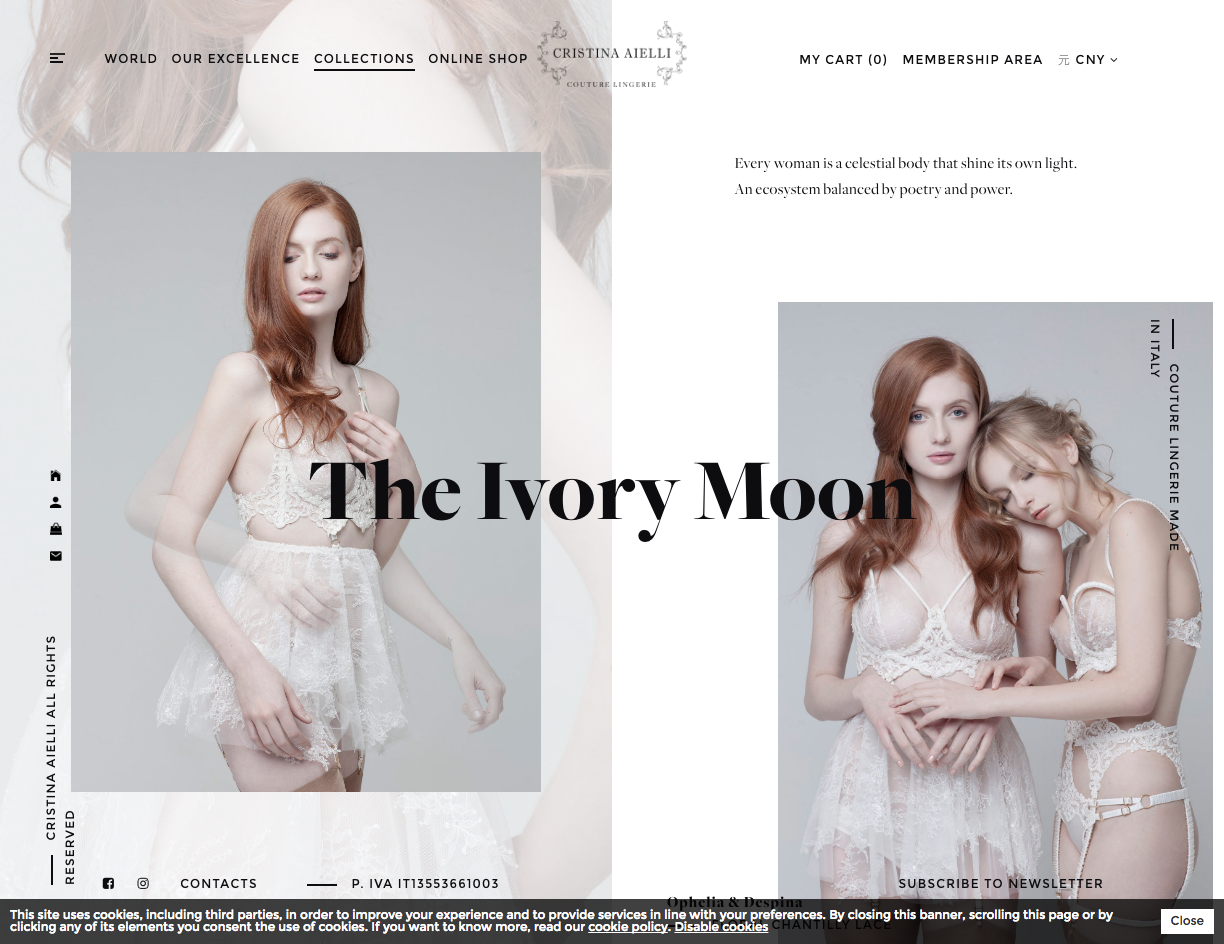 WORLD OUR EXCELLENCE COLLECTIONS ONLINE SHOP
CRISTINA AIELLI
COUTURE LINGERIE
MY CART (0) MEMBERSHIP AREA 元 CNY
Every woman is a celestial body that shine its own light.
An ecosystem balanced by poetry and power.
COUTURE LINGERIE MADE
IN ITALY
The Ivory Moon
CRISTINA AIELLI ALL RIGHTS
RESERVED
CONTACTS
P. IVA IT13553661003
SUBSCRIBE TO NEWSLETTER
Ophelia & Despina
CHANTILLY LACE
This site uses cookies, including third parties, in order to improve your experience and to provide services in line with your preferences. By closing this banner, scrolling this page or by
clicking any of its elements you consent the use of cookies. If you want to know more, read our cookie policy. Disable cookies
Close